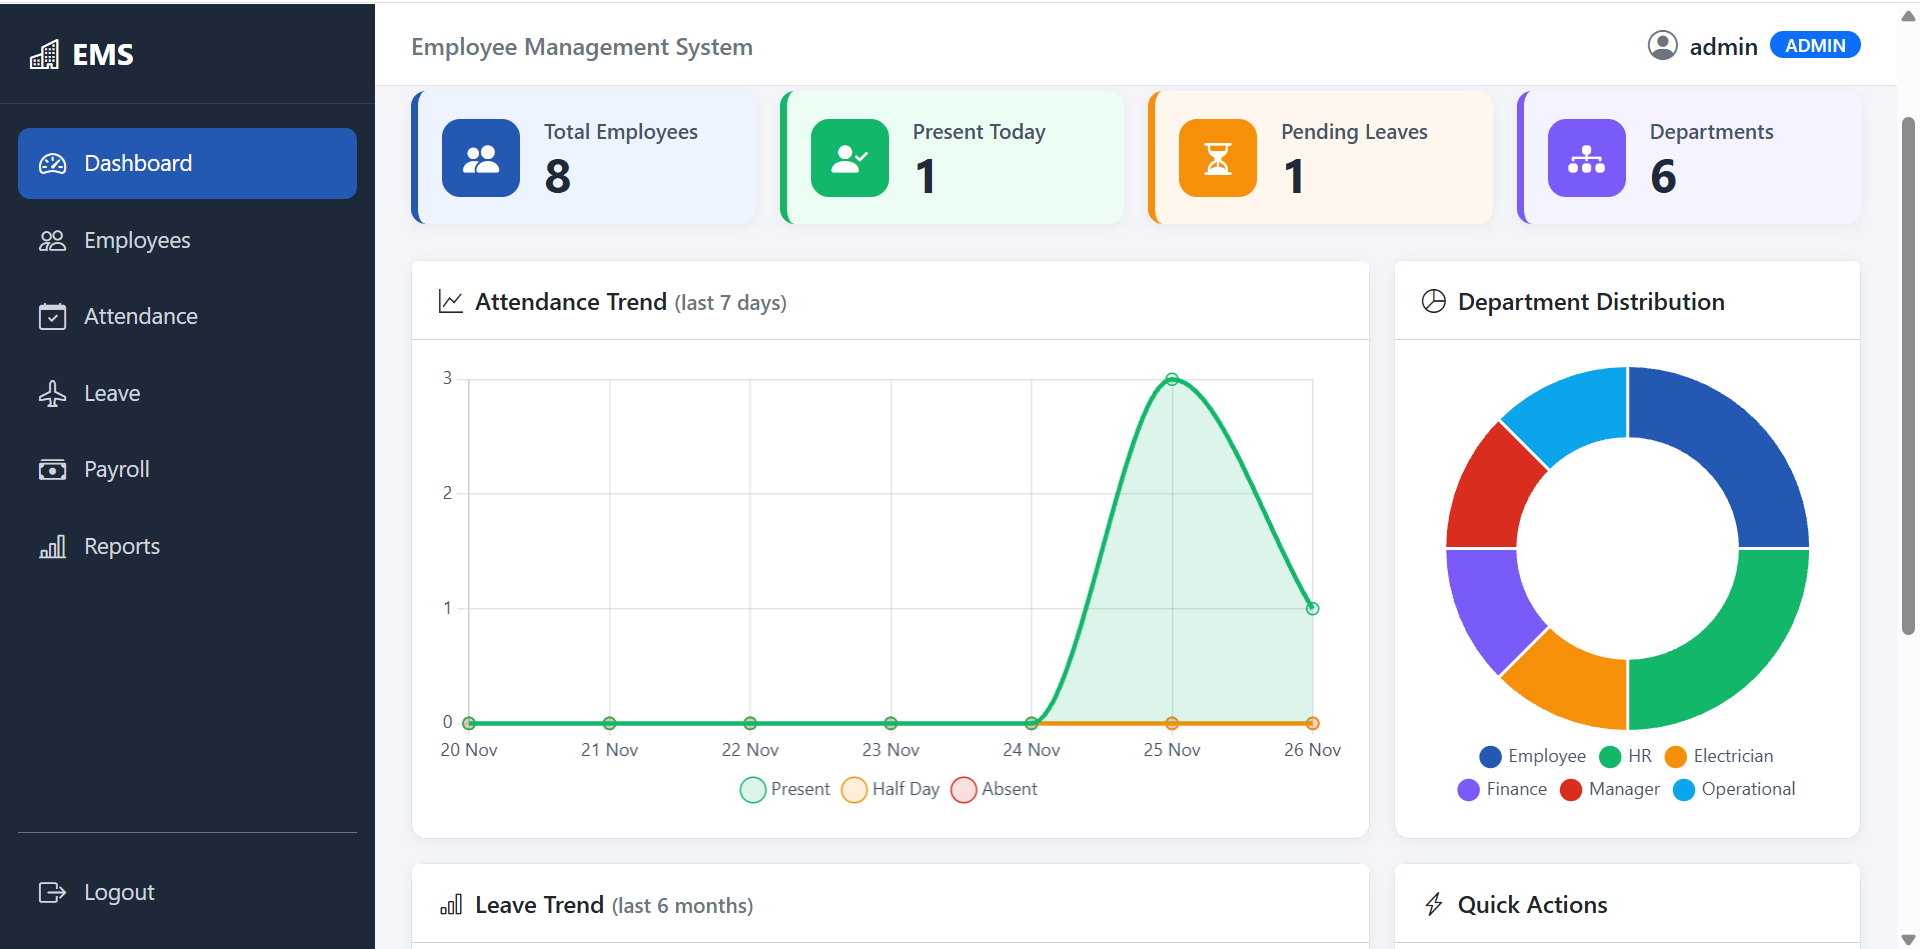 EMS
Employee Management System
admin ADMIN
Dashboard
Employees
Attendance
Leave
Payroll
Reports
Logout
Total Employees
8
Present Today
1
Pending Leaves
1
Departments
6
Attendance Trend (last 7 days)
3
2
1
0
20 Nov 21 Nov 22 Nov 23 Nov 24 Nov 25 Nov 26 Nov
Present Half Day Absent
Department Distribution
Employee HR Electrician
Finance Manager Operational
Leave Trend (last 6 months)
Quick Actions